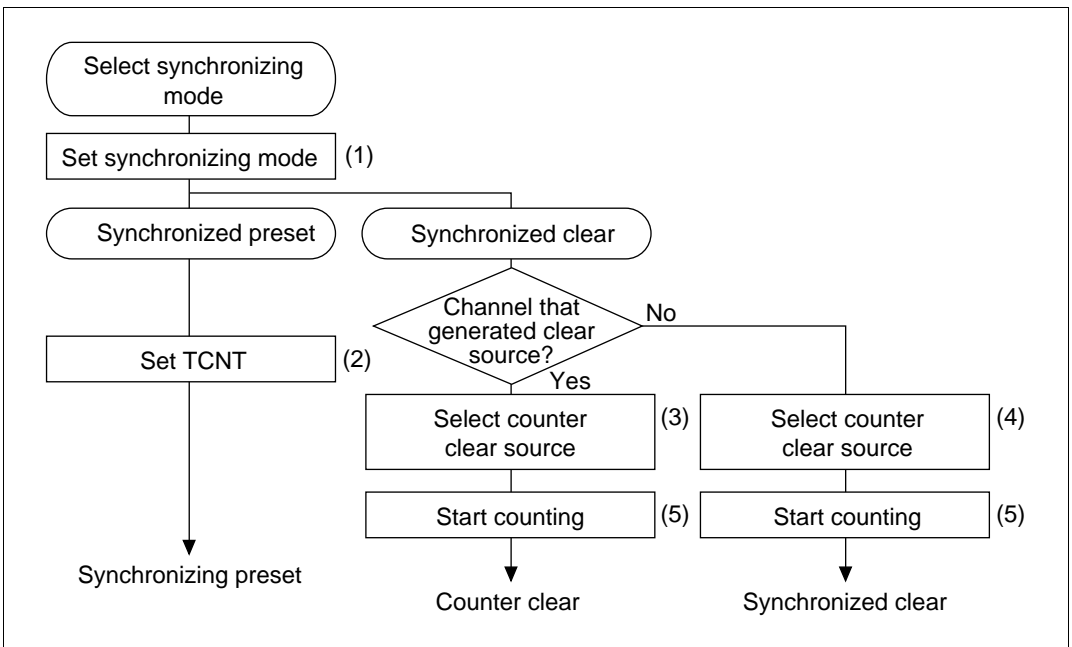 Select synchronizing
mode
Set synchronizing mode (1)
Synchronized preset
Synchronized clear
Channel that
generated clear
source?
No
Yes
Set TCNT (2)
Select counter
clear source
(3)
Select counter
clear source
(4)
Start counting (5)
Start counting (5)
Synchronizing preset
Counter clear
Synchronized clear